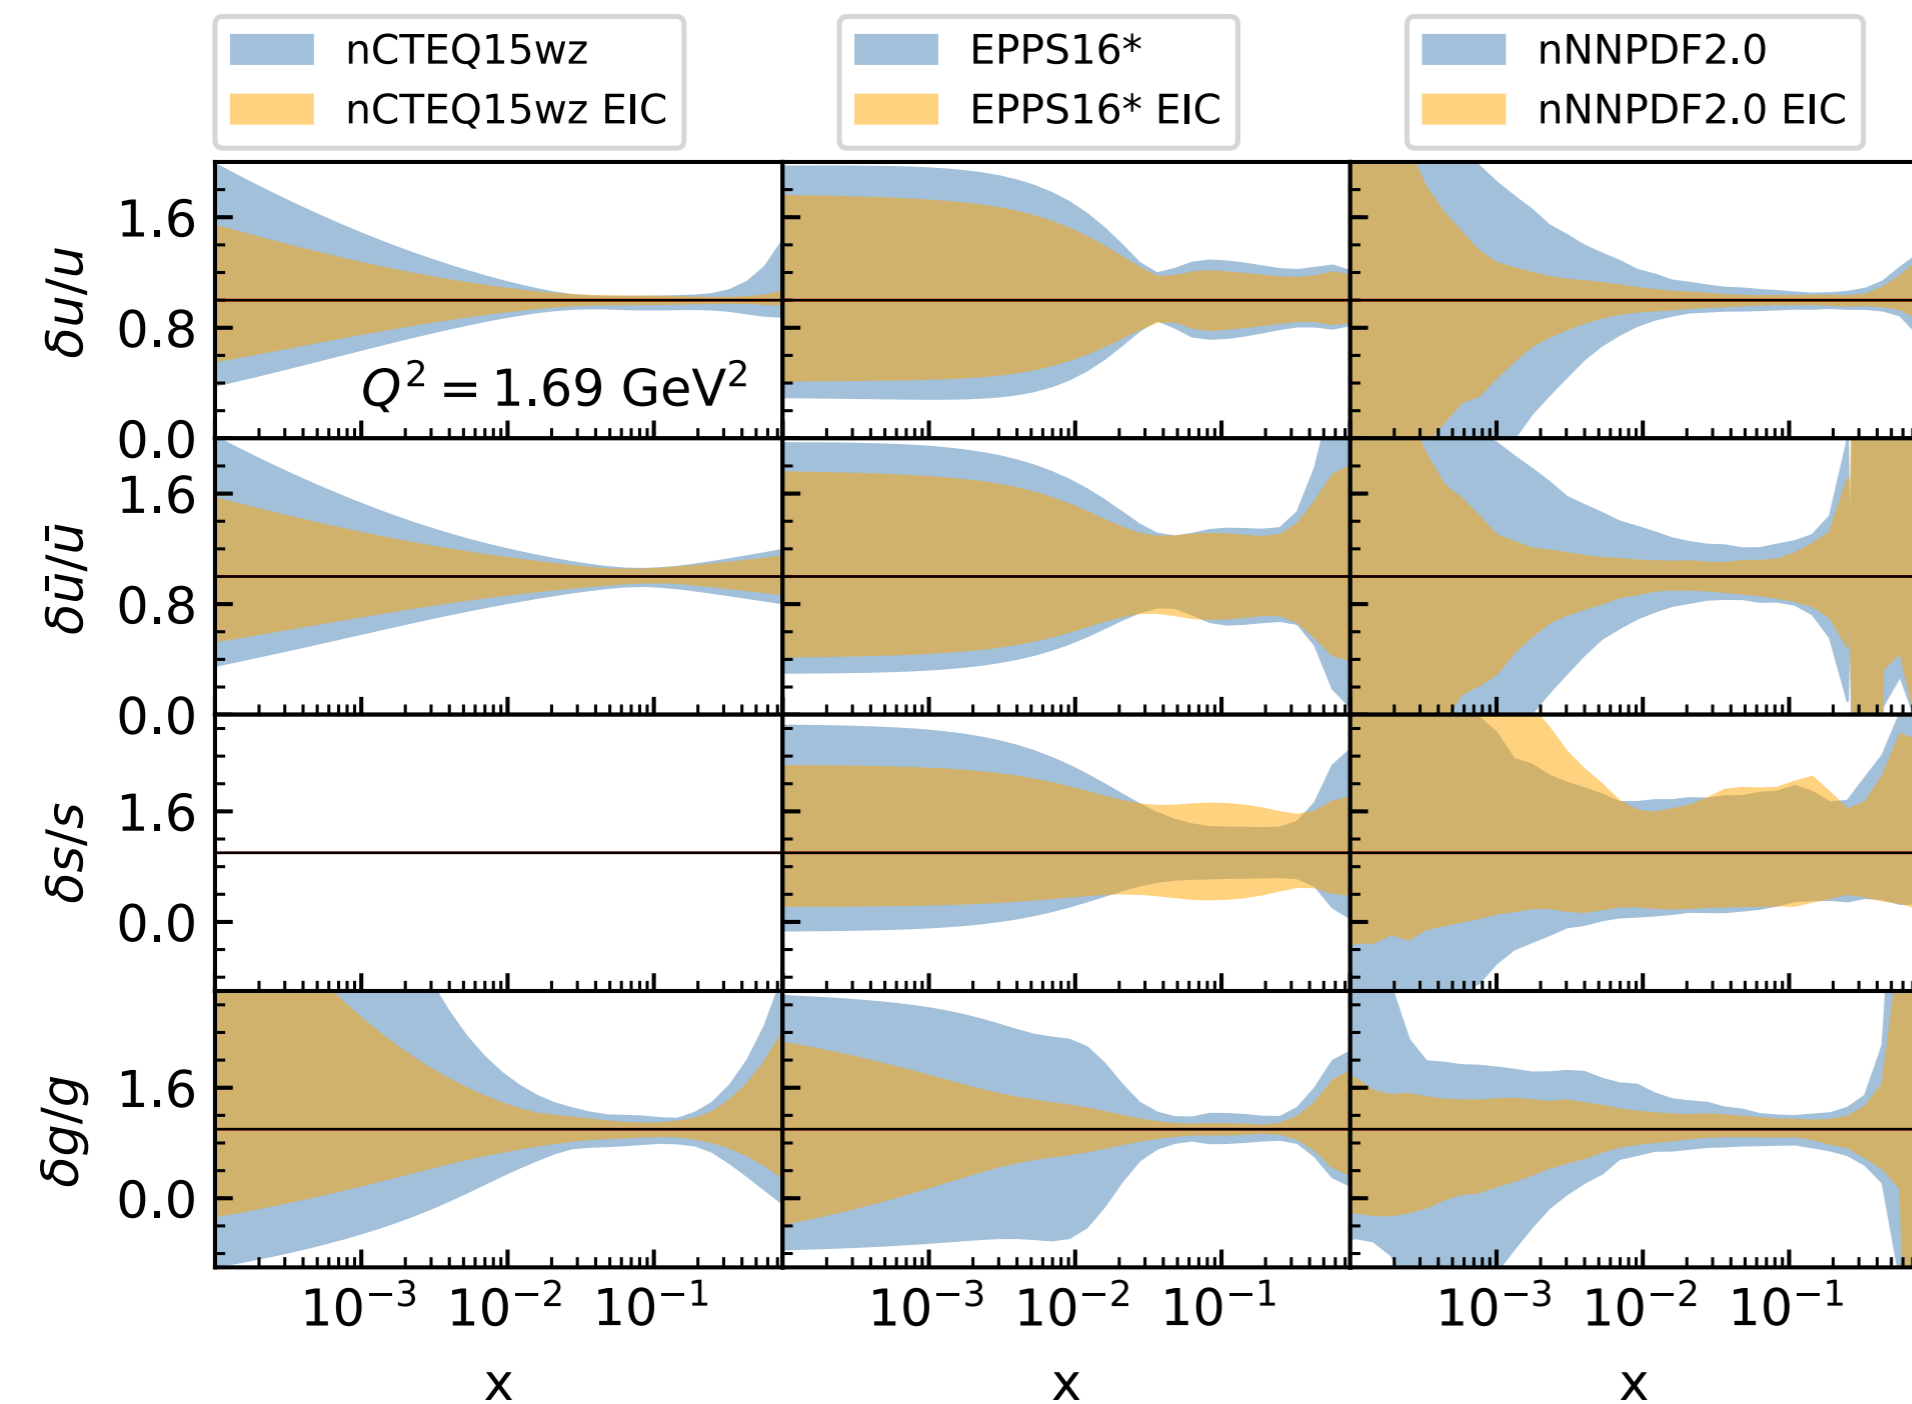 nCTEQ15wz
nCTEQ15wz EIC
EPPS16*
EPPS16* EIC
nNNPDF2.0
nNNPDF2.0 EIC
δu/u
1.6
0.8
0.0
Q² = 1.69 GeV²
δū/ū
1.6
0.8
0.0
δs/s
1.6
0.0
δg/g
1.6
0.0
10⁻³ 10⁻² 10⁻¹ 10⁻³ 10⁻² 10⁻¹ 10⁻³ 10⁻² 10⁻¹
x x x